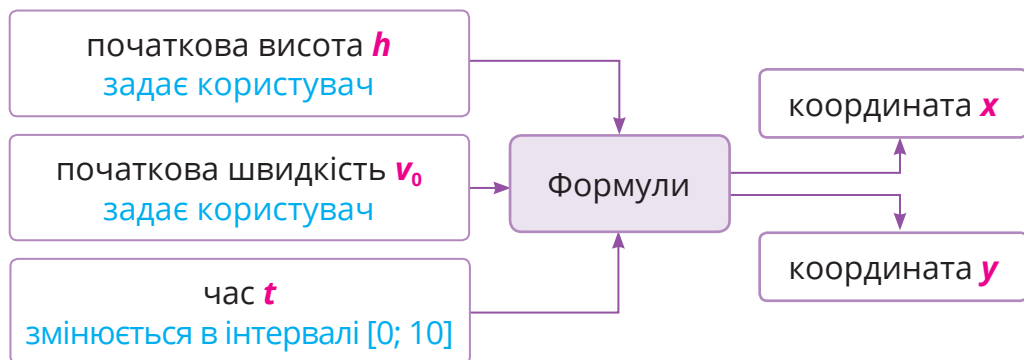 початкова висота h
задає користувач
початкова швидкість v₀
задає користувач
час t
змінюється в інтервалі [0; 10]
Формули
координата x
координата y